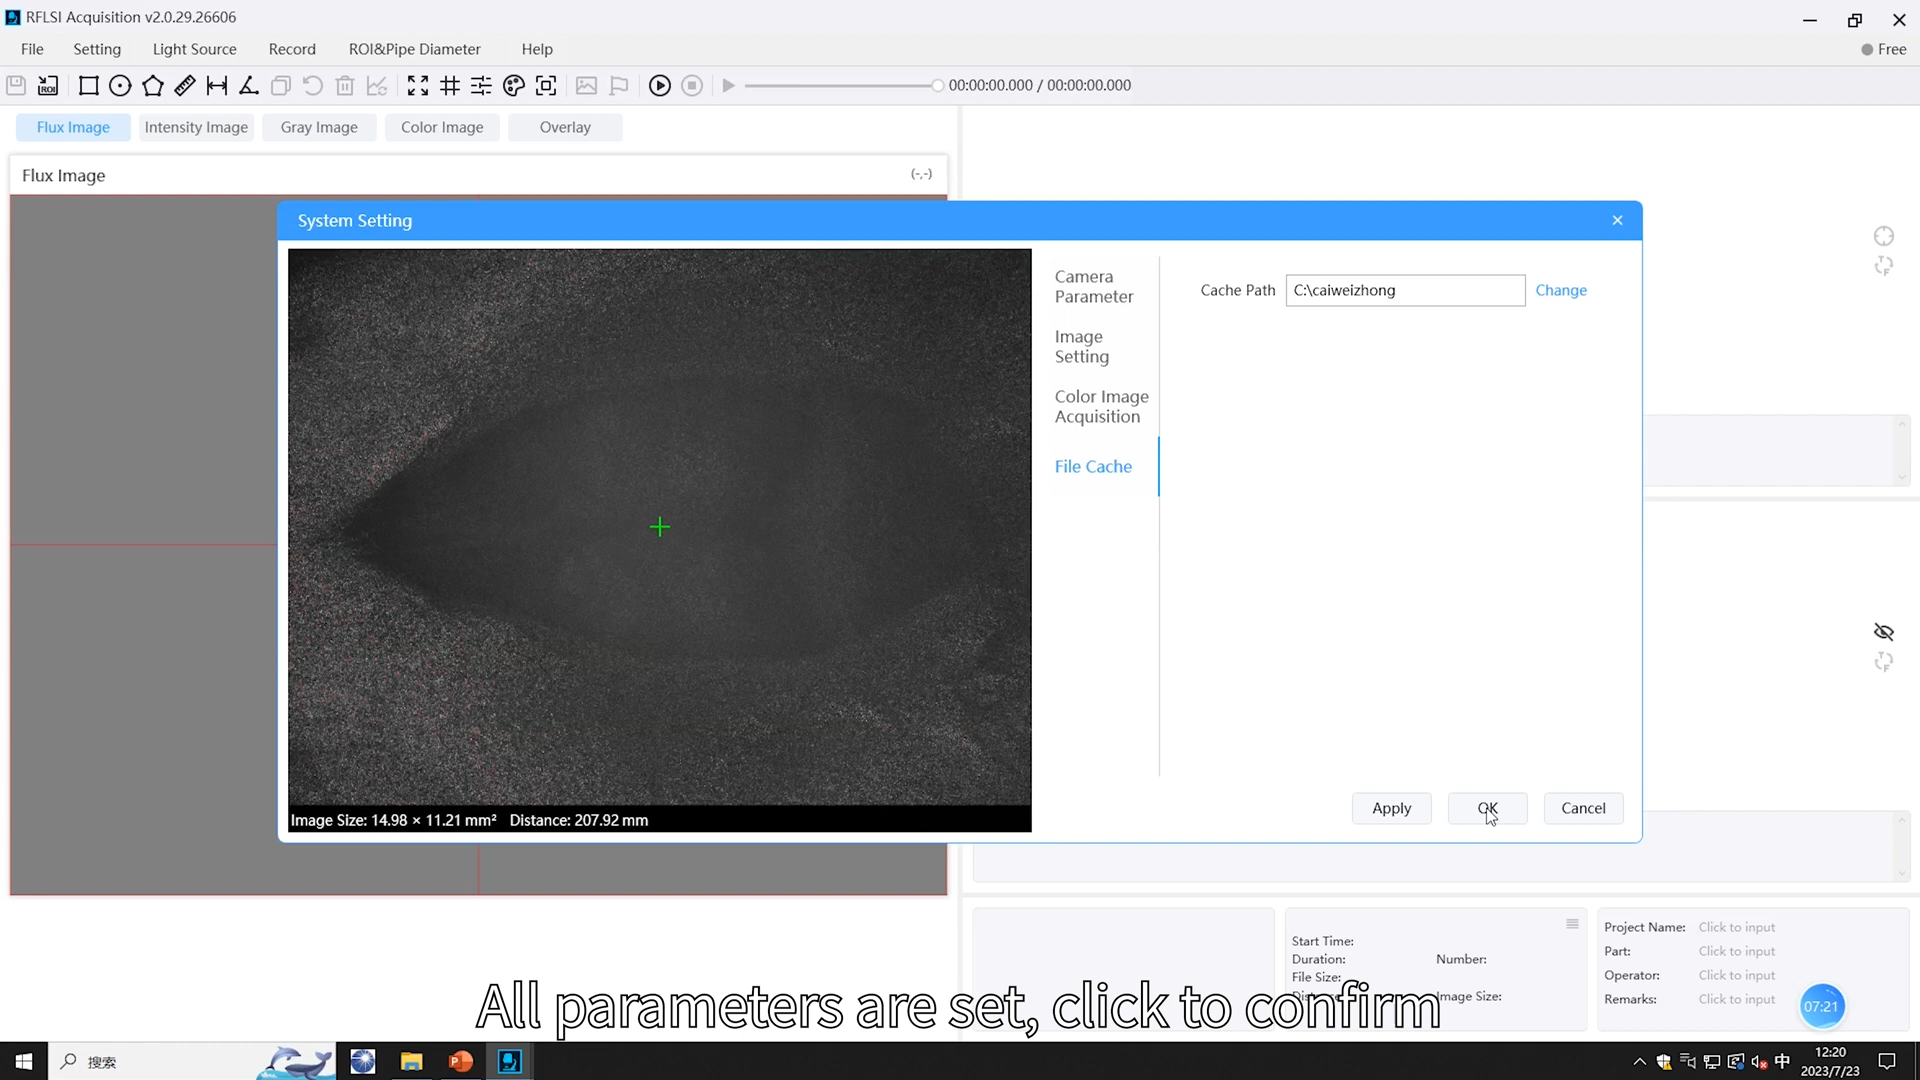 RFLSI Acquisition v2.0.29.26606
File Setting Light Source Record ROI&Pipe Diameter Help Free
ROI 00:00:00.000 / 00:00:00.000
Flux Image Intensity Image Gray Image Color Image Overlay
Flux Image (-,-)
System Setting
Camera Parameter
Image Setting
Color Image Acquisition
File Cache
Cache Path C:\caiweizhong Change
Image Size: 14.98 × 11.21 mm² Distance: 207.92 mm
Apply OK Cancel
Start Time:
Duration: Number:
File Size:
Image Size:
Project Name: Click to input
Part: Click to input
Operator: Click to input
Remarks: Click to input
07:21
All parameters are set, click to confirm
搜索
中
12:20
2023/7/23